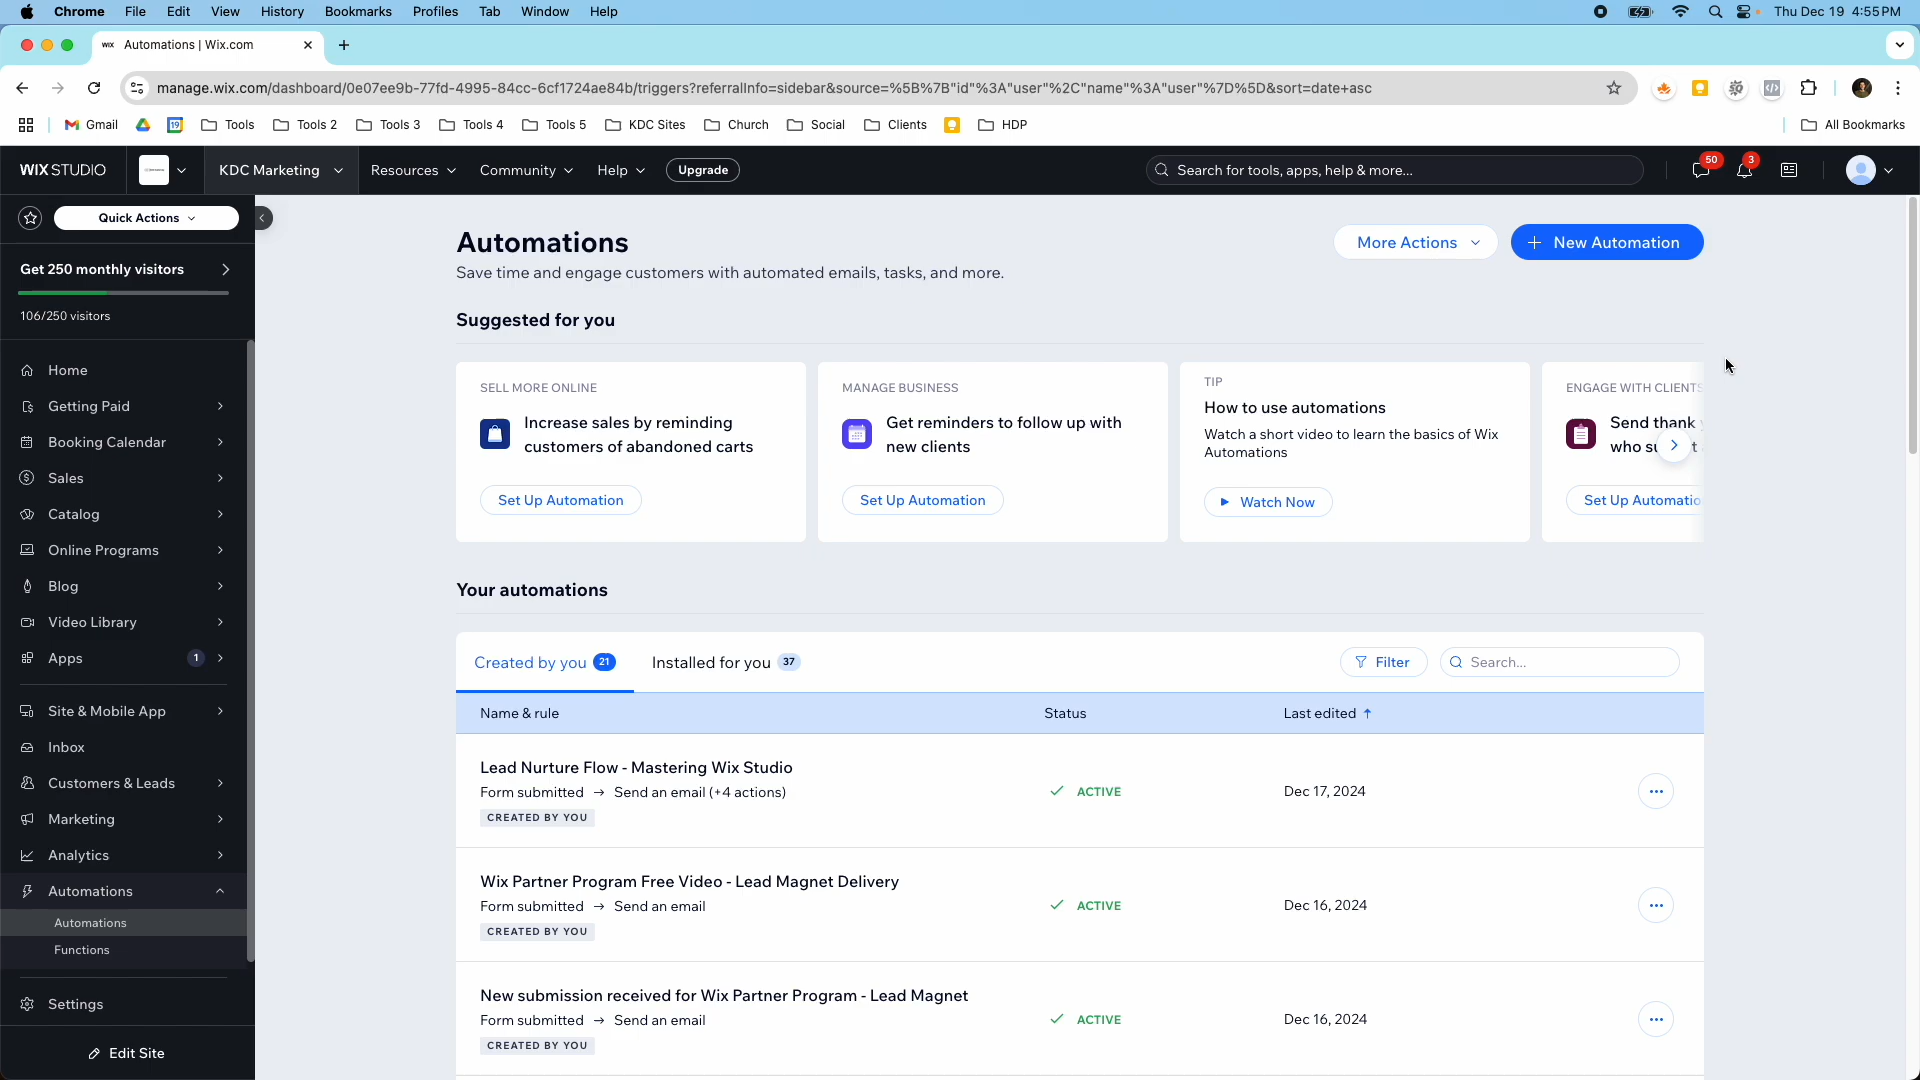 Chrome File Edit View History Bookmarks Profiles Tab Window Help Thu Dec 19 4:55PM
WIX Automations | Wix.com
manage.wix.com/dashboard/0e07ee9b-77fd-4995-84cc-6cf1724ae84b/triggers?referralInfo=sidebar&source=%5B%7B"id"%3A"user"%2C"name"%3A"user"%7D%5D&sort=date+asc
Gmail 19 Tools Tools 2 Tools 3 Tools 4 Tools 5 KDC Sites Church Social Clients HDP All Bookmarks
WIX STUDIO KDC Marketing Resources Community Help Upgrade Search for tools, apps, help & more... 50 3
Quick Actions
Get 250 monthly visitors
106/250 visitors
Home
Getting Paid
Booking Calendar
Sales
Catalog
Online Programs
Blog
Video Library
Apps 1
Site & Mobile App
Inbox
Customers & Leads
Marketing
Analytics
Automations
Automations
Functions
Settings
Edit Site
Automations
Save time and engage customers with automated emails, tasks, and more.
More Actions
+ New Automation
Suggested for you
SELL MORE ONLINE
Increase sales by reminding
customers of abandoned carts
Set Up Automation
MANAGE BUSINESS
Get reminders to follow up with
new clients
Set Up Automation
TIP
How to use automations
Watch a short video to learn the basics of Wix
Automations
Watch Now
ENGAGE WITH CLIENTS
Send thank
who
Set Up Automatio
Your automations
Created by you 21 Installed for you 37 Filter Search...
Name & rule Status Last edited ↑
Lead Nurture Flow - Mastering Wix Studio
Form submitted → Send an email (+4 actions)
CREATED BY YOU
ACTIVE
Dec 17, 2024
Wix Partner Program Free Video - Lead Magnet Delivery
Form submitted → Send an email
CREATED BY YOU
ACTIVE
Dec 16, 2024
New submission received for Wix Partner Program - Lead Magnet
Form submitted → Send an email
CREATED BY YOU
ACTIVE
Dec 16, 2024